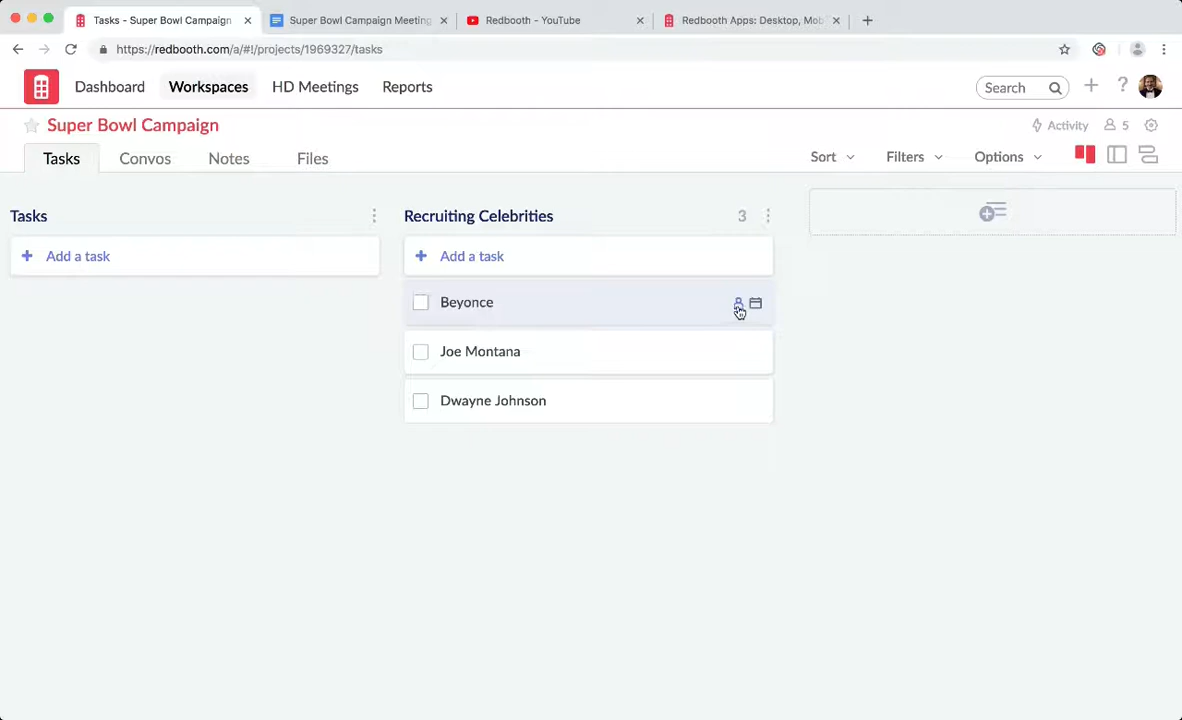 Tasks - Super Bowl Campaign
Super Bowl Campaign Meeting
Redbooth - YouTube
Redbooth Apps: Desktop, Mob
https://redbooth.com/a/#!/projects/1969327/tasks
Dashboard
Workspaces
HD Meetings
Reports
Search
Super Bowl Campaign
Activity
5
Tasks
Convos
Notes
Files
Sort
Filters
Options
Tasks
Add a task
Recruiting Celebrities
3
Add a task
Beyonce
Joe Montana
Dwayne Johnson